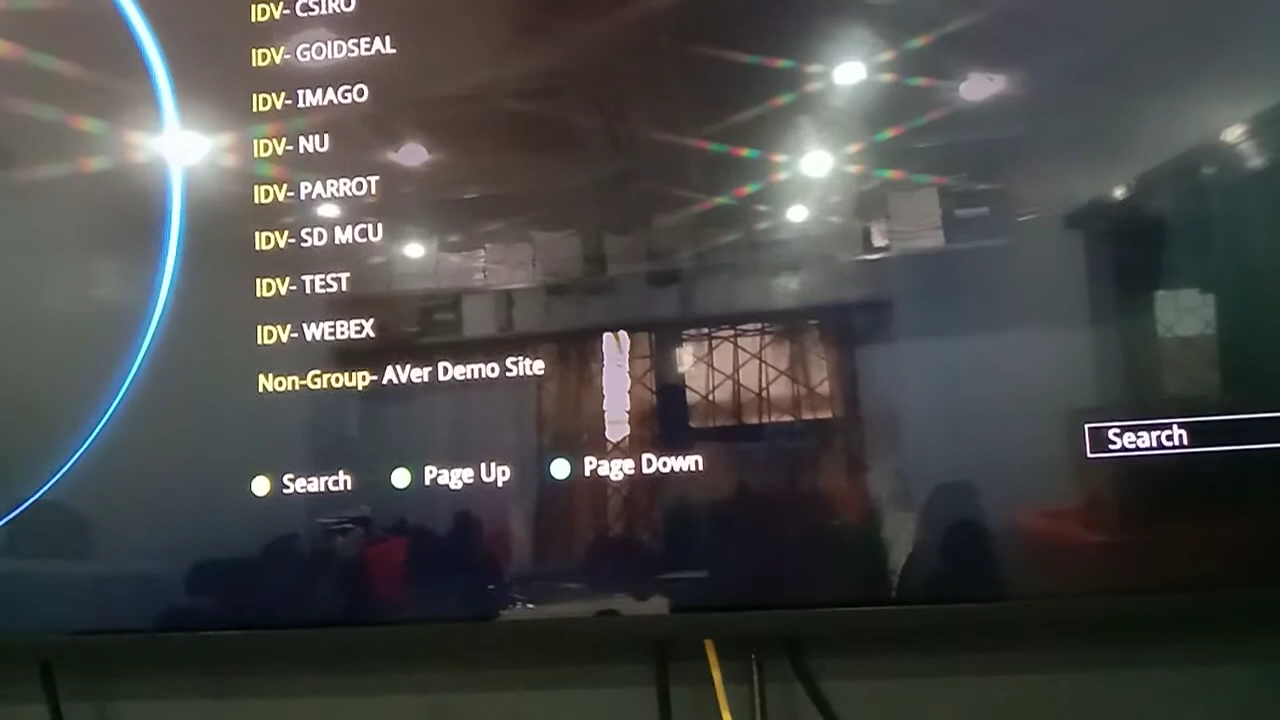 IDV- CSIRO
IDV- GOIDSEAL
IDV- IMAGO
IDV- NU
IDV- PARROT
IDV- SD MCU
IDV- TEST
IDV- WEBEX
Non-Group- AVer Demo Site
Search Page Up Page Down
Search